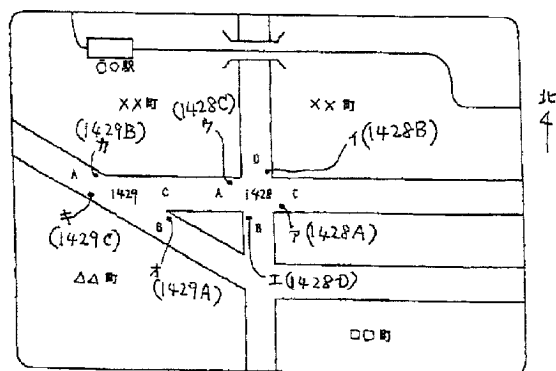 ○○駅
××町
(1428C)
ウ
××町
北
4
(1429B)
カ
D
イ(1428B)
A
1429
C
A
1428
C
キ
(1429C)
B
オ
(1429A)
B
ア(1428A)
エ(1428D)
△△町
□□町